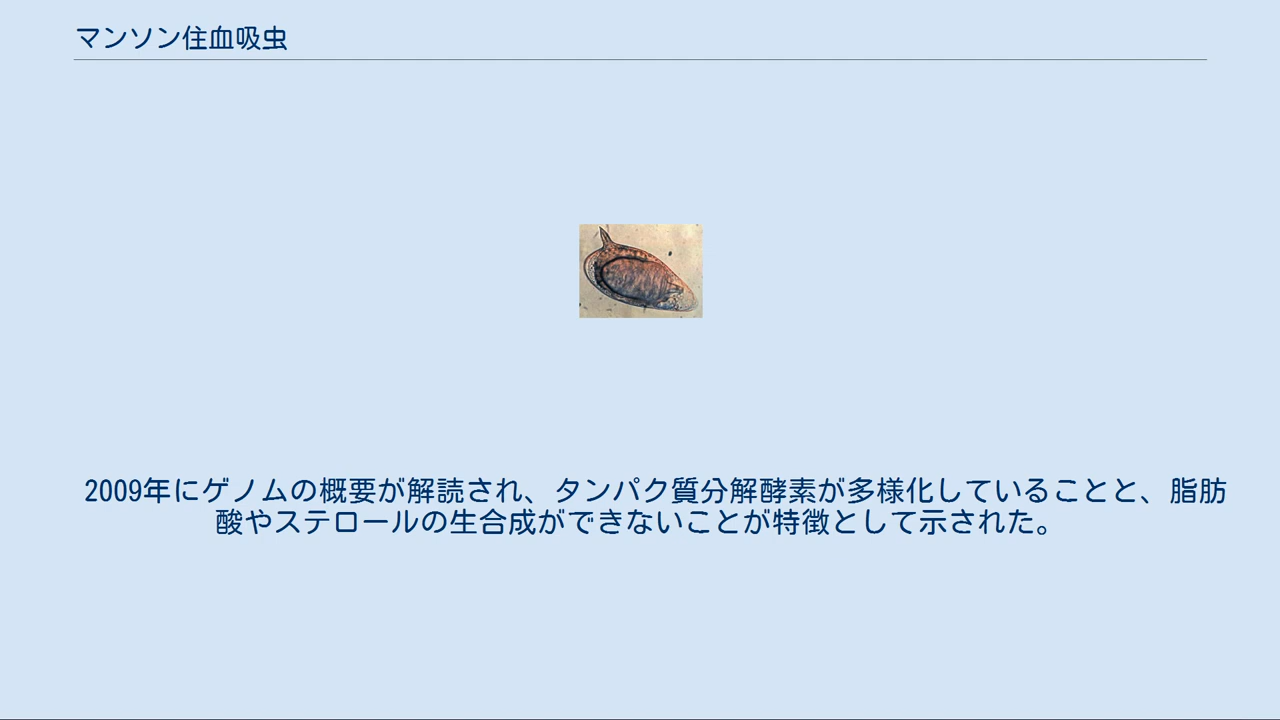 マンソン住血吸虫
2009年にゲノムの概要が解読され、タンパク質分解酵素が多様化していることと、脂肪
酸やステロールの生合成ができないことが特徴として示された。